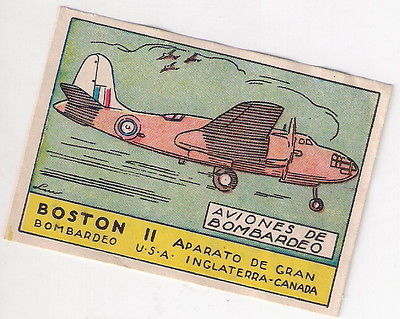 AVIONES DE
BOMBARDEO
BOSTON II APARATO DE GRAN
BOMBARDEO U·S·A· INGLATERRA-CANADA